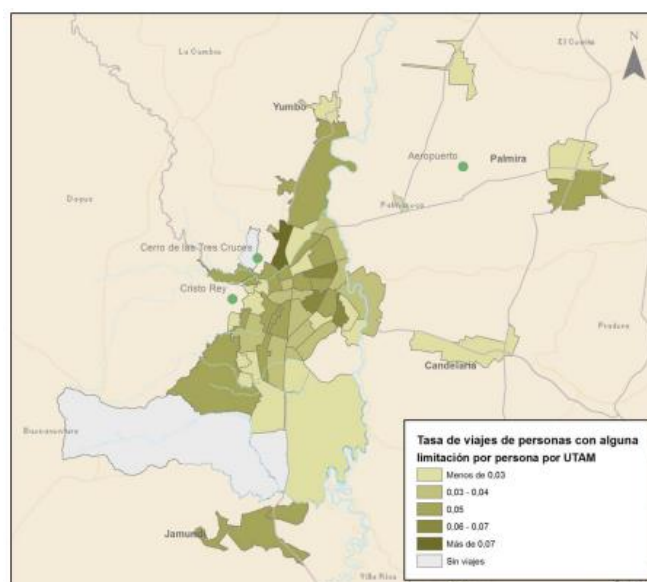 La Cumbre
El Cerrito
N
Yumbo
Aeropuerto
Palmira
Dagua
Cerro de las Tres Cruces
Cristo Rey
Pradera
Candelaria
Buenaventura
Jamundí
Villa Rica
Tasa de viajes de personas con alguna
limitación por persona por UTAM
Menos de 0,03
0,03 - 0,04
0,05
0,06 - 0,07
Más de 0,07
Sin viajes